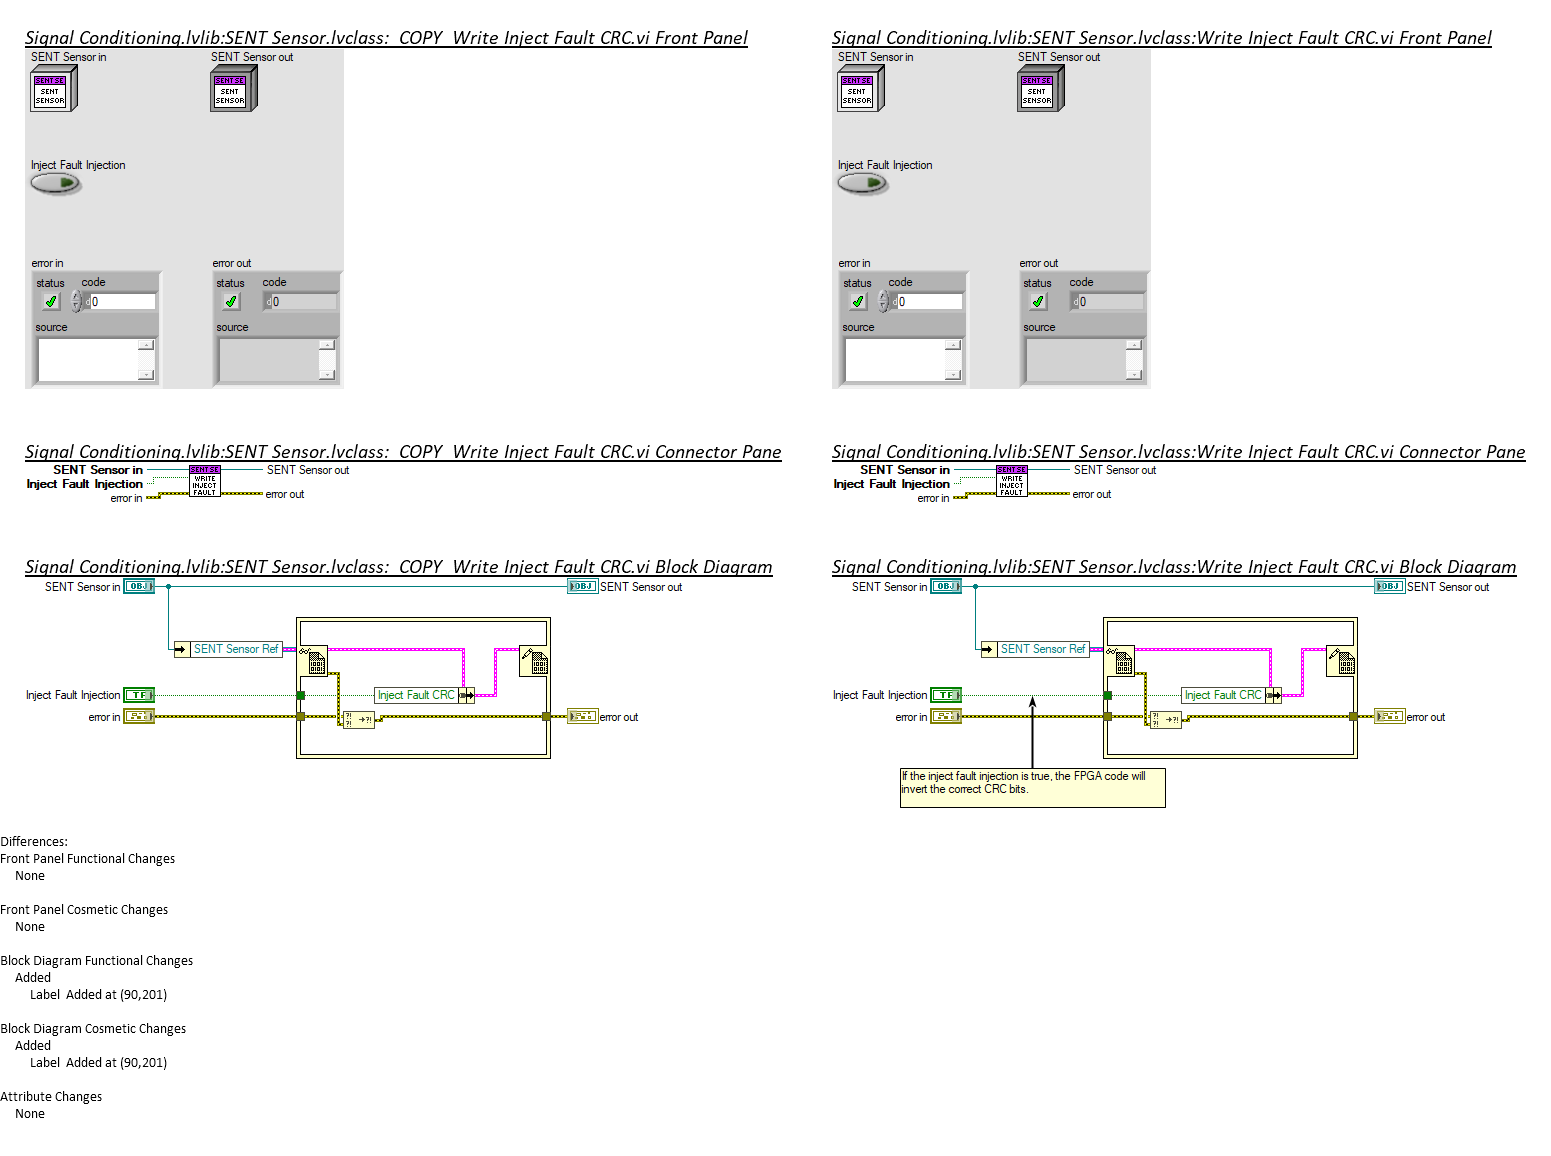 Signal Conditioning.lvlib:SENT Sensor.lvclass:  COPY  Write Inject Fault CRC.vi Front Panel
SENT Sensor in
SENT Sensor out
SENT SE
SENT
SENSOR
SENT SE
SENT
SENSOR
Inject Fault Injection
error in
error out
status
code
status
code
d 0
d 0
source
source
Signal Conditioning.lvlib:SENT Sensor.lvclass:Write Inject Fault CRC.vi Front Panel
SENT Sensor in
SENT Sensor out
SENT SE
SENT
SENSOR
SENT SE
SENT
SENSOR
Inject Fault Injection
error in
error out
status
code
status
code
d 0
d 0
source
source
Signal Conditioning.lvlib:SENT Sensor.lvclass:  COPY  Write Inject Fault CRC.vi Connector Pane
SENT Sensor in
SENT Sensor out
Inject Fault Injection
error in
error out
SENT SE
WRITE
INJECT
FAULT
Signal Conditioning.lvlib:SENT Sensor.lvclass:Write Inject Fault CRC.vi Connector Pane
SENT Sensor in
SENT Sensor out
Inject Fault Injection
error in
error out
SENT SE
WRITE
INJECT
FAULT
Signal Conditioning.lvlib:SENT Sensor.lvclass:  COPY  Write Inject Fault CRC.vi Block Diagram
SENT Sensor in
OBJ
OBJ
SENT Sensor out
SENT Sensor Ref
Inject Fault Injection
TF
Inject Fault CRC
error in
?! ?! →?!
error out
Signal Conditioning.lvlib:SENT Sensor.lvclass:Write Inject Fault CRC.vi Block Diagram
SENT Sensor in
OBJ
OBJ
SENT Sensor out
SENT Sensor Ref
Inject Fault Injection
TF
Inject Fault CRC
error in
?! ?! →?!
error out
If the inject fault injection is true, the FPGA code will
invert the correct CRC bits.
Differences:
Front Panel Functional Changes
None
Front Panel Cosmetic Changes
None
Block Diagram Functional Changes
Added
Label  Added at (90,201)
Block Diagram Cosmetic Changes
Added
Label  Added at (90,201)
Attribute Changes
None